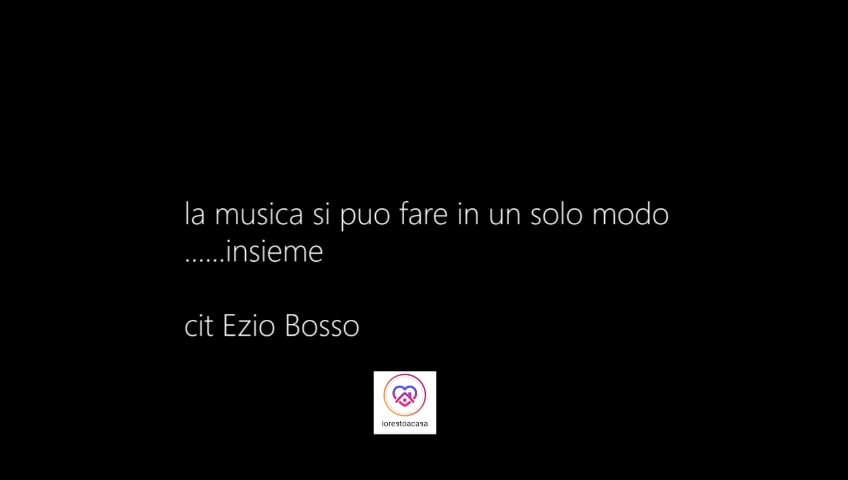 la musica si puo fare in un solo modo
......insieme
cit Ezio Bosso
iorestoacasa